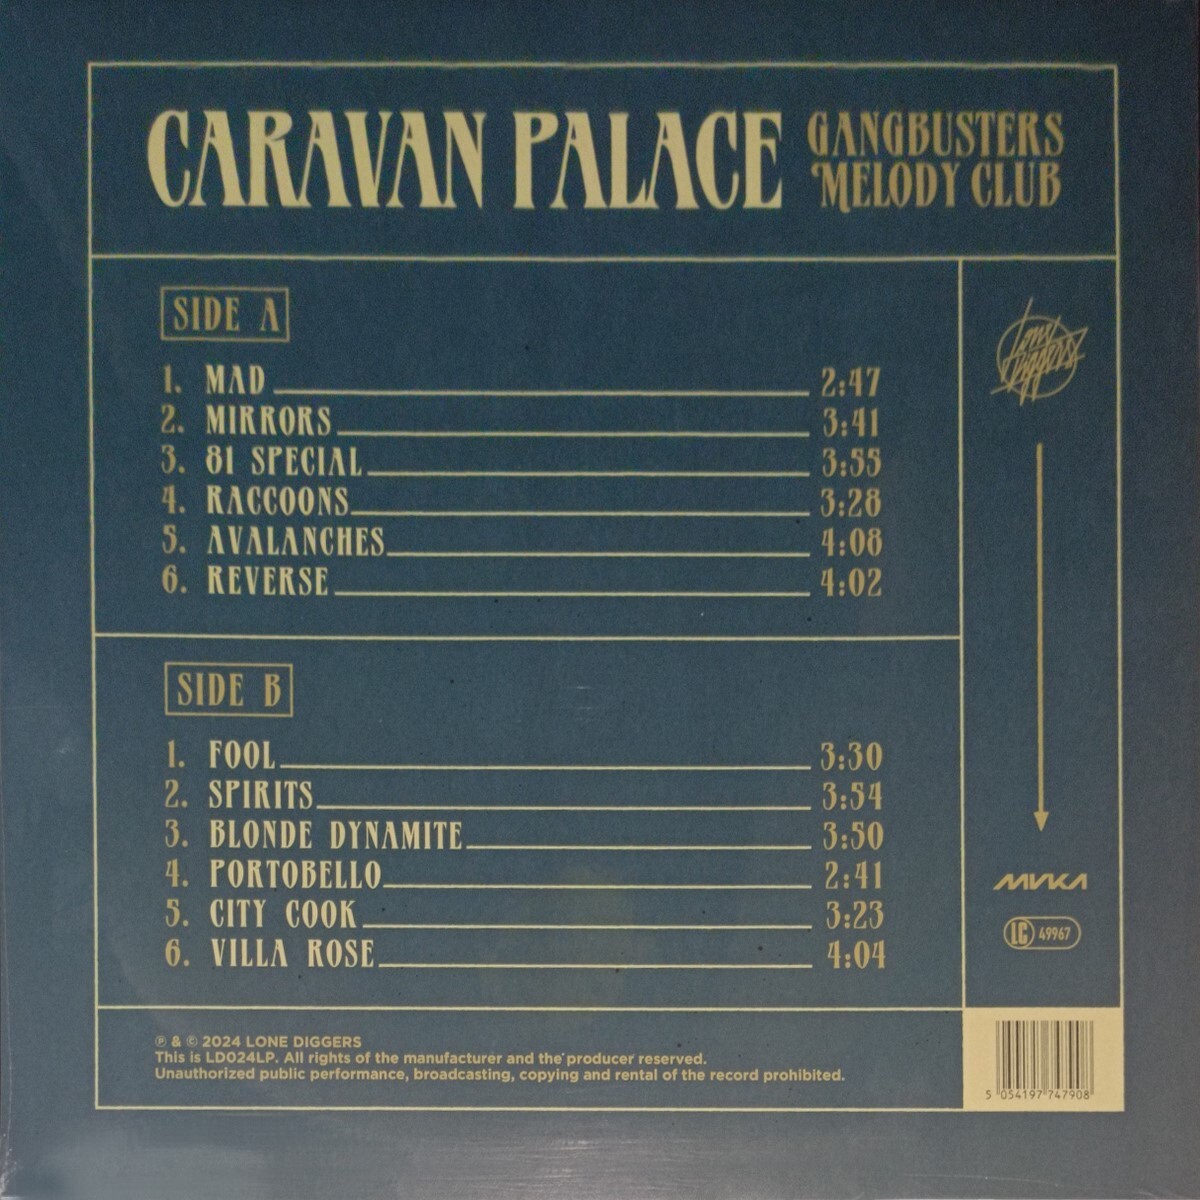 CARAVAN PALACE
GANGBUSTERS
MELODY CLUB
SIDE A
1. MAD 2:47
2. MIRRORS 3:41
3. 81 SPECIAL 3:55
4. RACCOONS 3:28
5. AVALANCHES 4:08
6. REVERSE 4:02
SIDE B
1. FOOL 3:30
2. SPIRITS 3:54
3. BLONDE DYNAMITE 3:50
4. PORTOBELLO 2:41
5. CITY COOK 3:23
6. VILLA ROSE 4:04
Lone
Diggers
MVKA
LC 49967
℗ & © 2024 LONE DIGGERS
This is LD024LP. All rights of the manufacturer and the producer reserved.
Unauthorized public performance, broadcasting, copying and rental of the record prohibited.
5 054197 747908